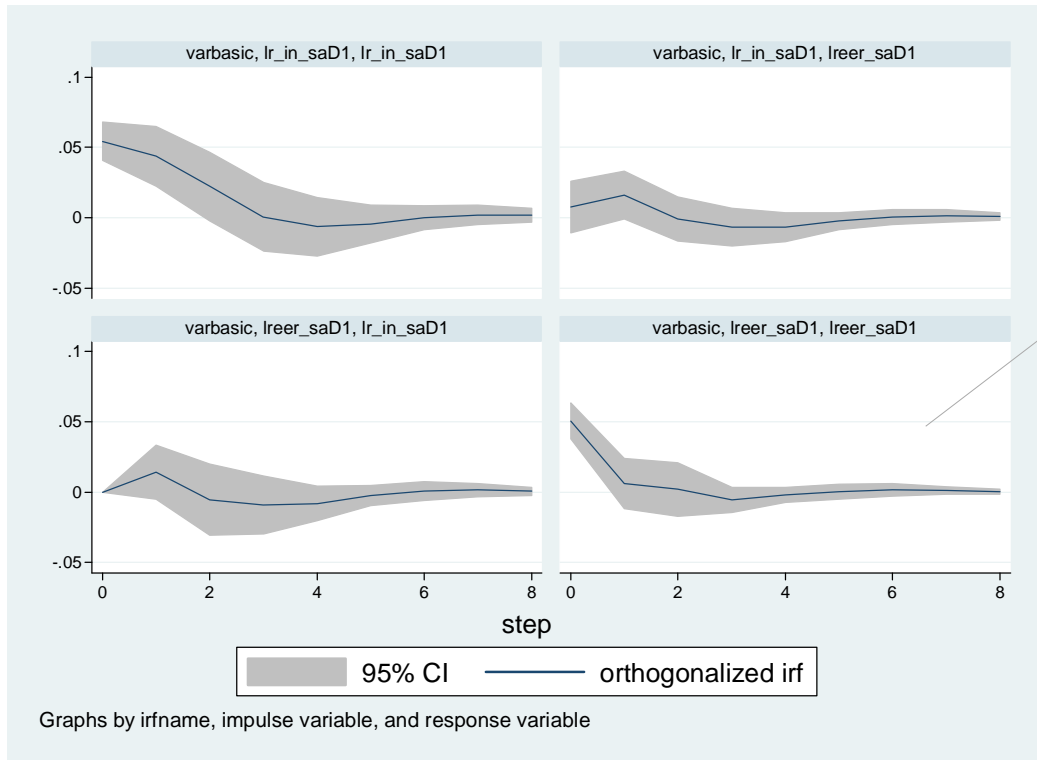 varbasic, lr_in_saD1, lr_in_saD1
varbasic, lr_in_saD1, lreer_saD1
.1
.05
0
-.05
varbasic, lreer_saD1, lr_in_saD1
varbasic, lreer_saD1, lreer_saD1
.1
.05
0
-.05
0 2 4 6 8
0 2 4 6 8
step
95% CI
orthogonalized irf
Graphs by irfname, impulse variable, and response variable